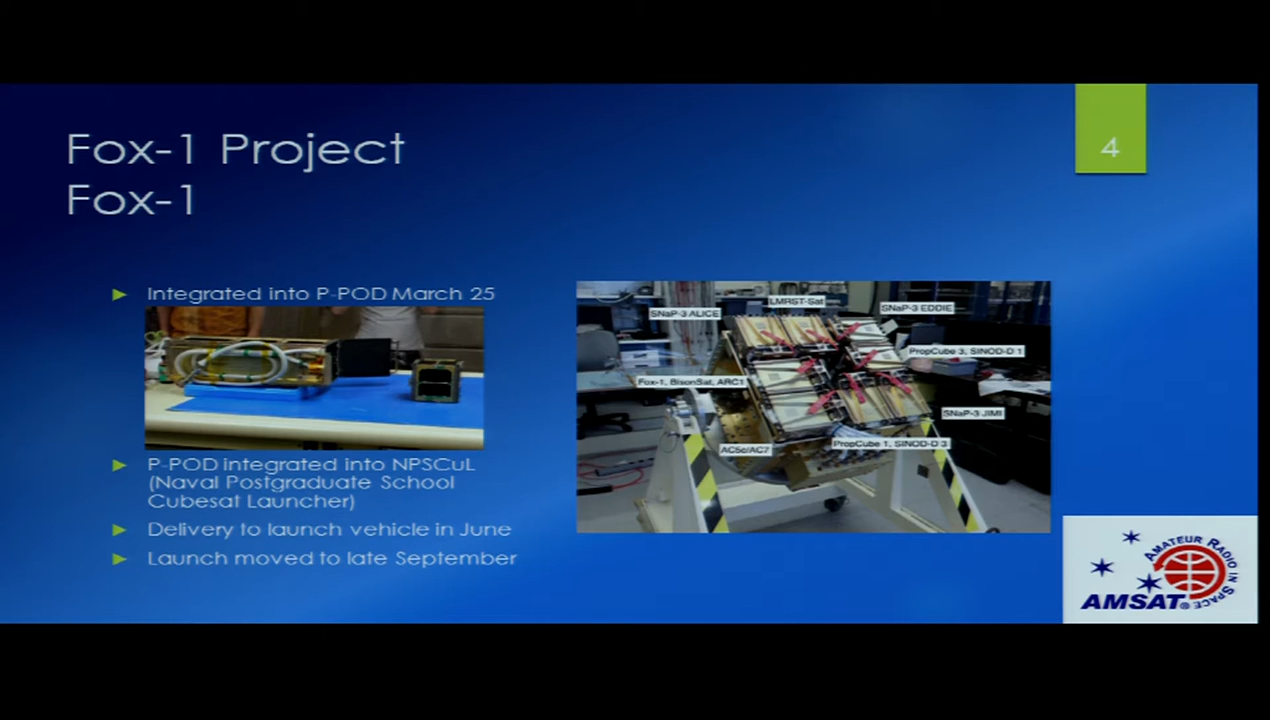 Fox-1 Project
Fox-1
4
Integrated into P-POD March 25
P-POD integrated into NPSCuL
(Naval Postgraduate School
Cubesat Launcher)
Delivery to launch vehicle in June
Launch moved to late September
LMRST-Sat
SNaP-3 ALICE
SNaP-3 EDDIE
PropCube 3, SINOD-D 1
Fox-1, BisonSat, ARC1
SNaP-3 JIMI
AC5c/AC7
PropCube 1, SINOD-D 3
AMATEUR RADIO IN SPACE
AMSAT®